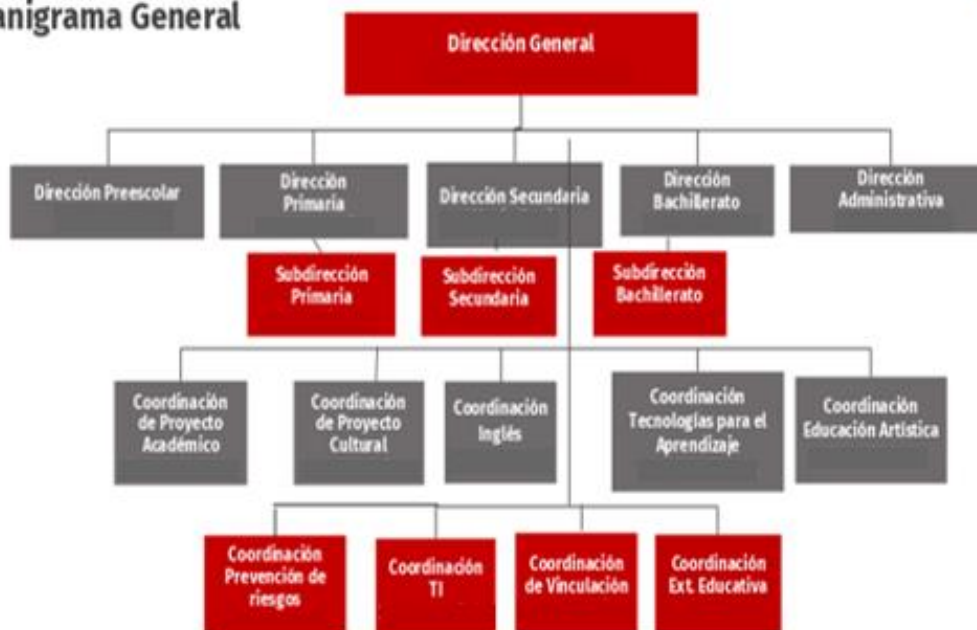 anigrama General
Dirección General
Dirección Preescolar
Dirección
Primaria
Dirección Secundaria
Dirección
Bachillerato
Dirección
Administrativa
Subdirección
Primaria
Subdirección
Secundaria
Subdirección
Bachillerato
Coordinación
de Proyecto
Académico
Coordinación
de Proyecto
Cultural
Coordinación
Inglés
Coordinación
Tecnologías para el
Aprendizaje
Coordinación
Educación Artística
Coordinación
Prevención de
riesgos
Coordinación
TI
Coordinación
de Vinculación
Coordinación
Ext. Educativa